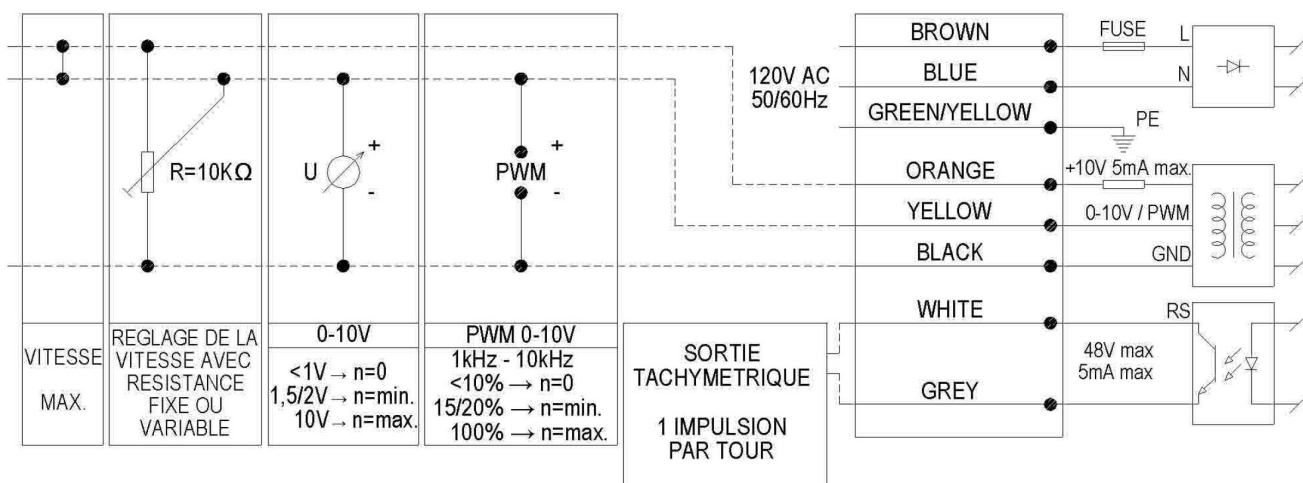 R=10KΩ
U
+
-
+
PWM
-
120V AC
50/60Hz
BROWN
BLUE
GREEN/YELLOW
ORANGE
YELLOW
BLACK
WHITE
GREY
FUSE
L
N
PE
+10V 5mA max.
0-10V / PWM
GND
RS
48V max
5mA max
VITESSE
MAX.
REGLAGE DE LA
VITESSE AVEC
RESISTANCE
FIXE OU
VARIABLE
0-10V
<1V → n=0
1,5/2V → n=min.
10V → n=max.
PWM 0-10V
1kHz - 10kHz
<10% → n=0
15/20% → n=min.
100% → n=max.
SORTIE
TACHYMETRIQUE
1 IMPULSION
PAR TOUR